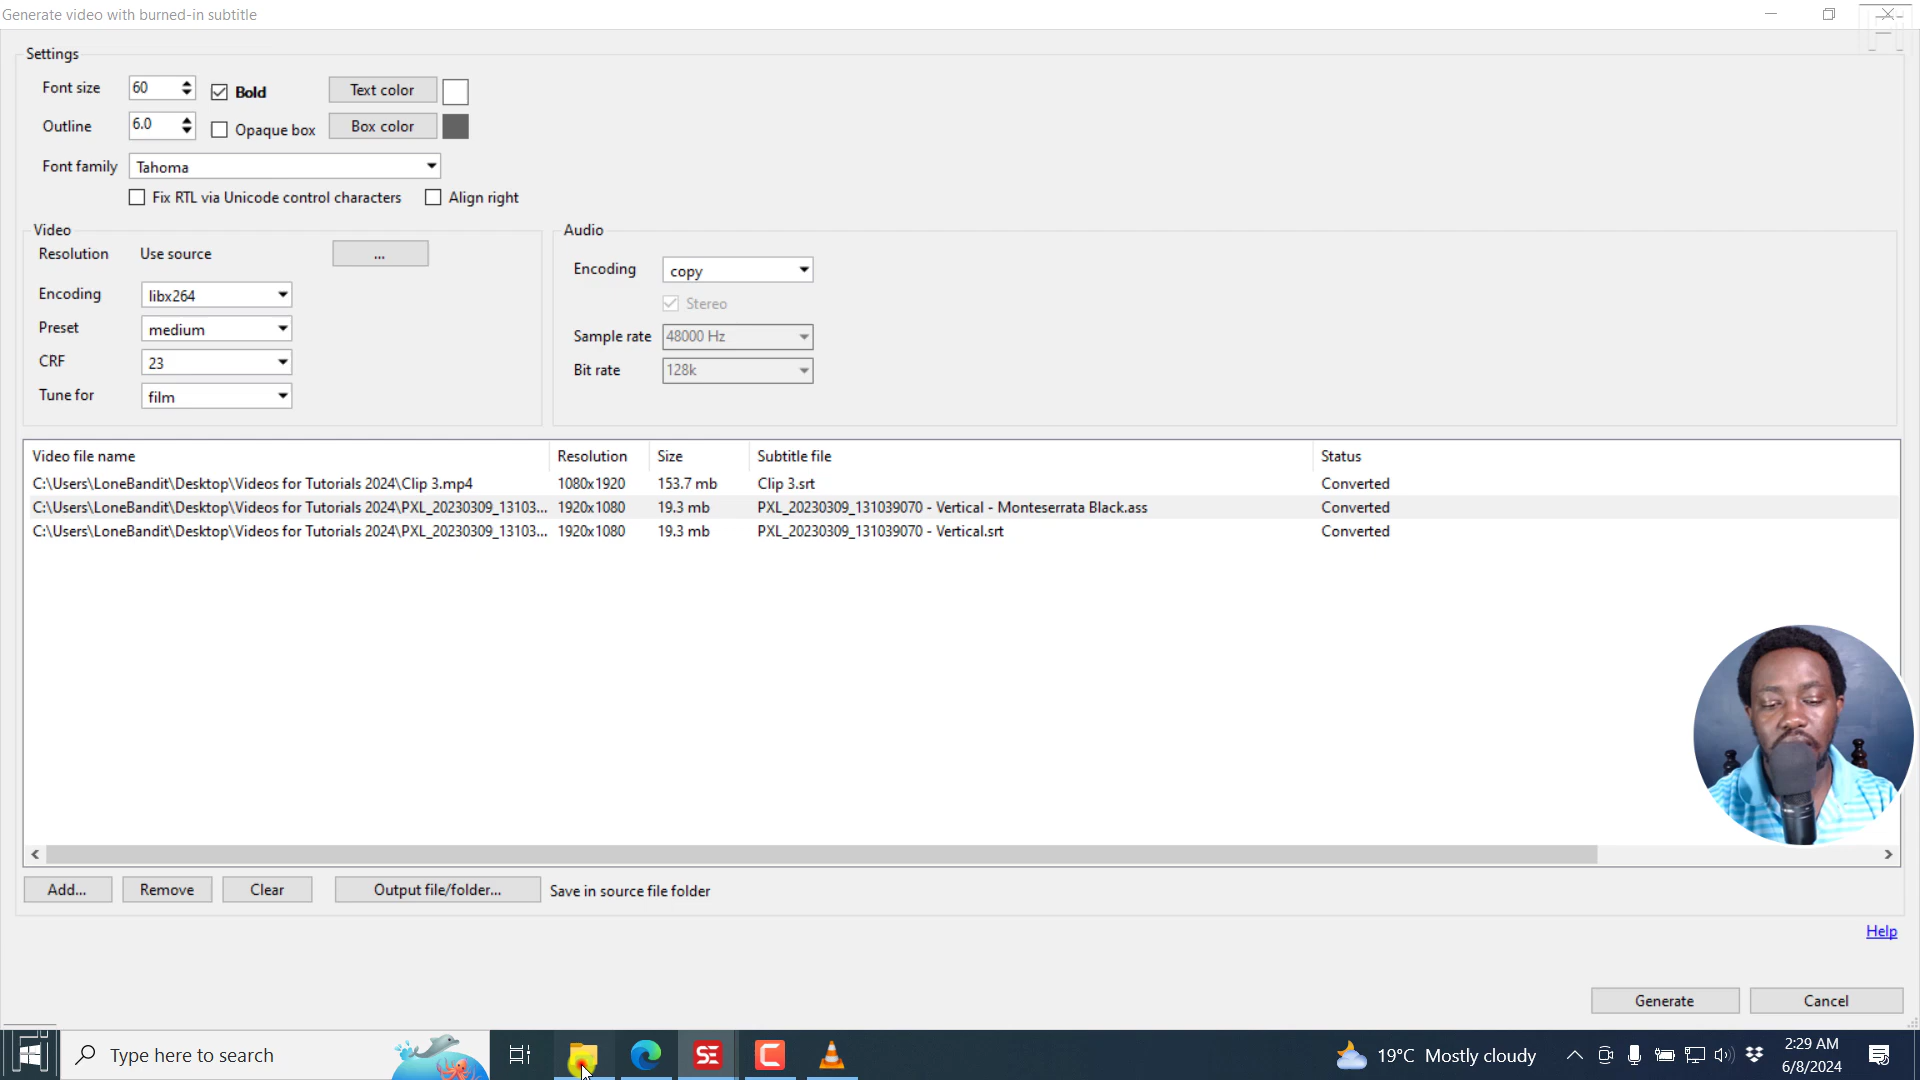 Generate video with burned-in subtitle
Settings
Font size 60 Bold Text color
Outline 6.0 Opaque box Box color
Font family Tahoma
Fix RTL via Unicode control characters Align right
Video
Resolution Use source ...
Encoding libx264
Preset medium
CRF 23
Tune for film
Audio
Encoding copy
Stereo
Sample rate 48000 Hz
Bit rate 128k
Video file name Resolution Size Subtitle file Status
C:\Users\LoneBandit\Desktop\Videos for Tutorials 2024\Clip 3.mp4 1080x1920 153.7 mb Clip 3.srt Converted
C:\Users\LoneBandit\Desktop\Videos for Tutorials 2024\PXL_20230309_13103... 1920x1080 19.3 mb PXL_20230309_131039070 - Vertical - Monteserrata Black.ass Converted
C:\Users\LoneBandit\Desktop\Videos for Tutorials 2024\PXL_20230309_13103... 1920x1080 19.3 mb PXL_20230309_131039070 - Vertical.srt Converted
Add... Remove Clear Output file/folder... Save in source file folder
Help
Generate Cancel
Type here to search SE 19°C Mostly cloudy 2:29 AM
6/8/2024